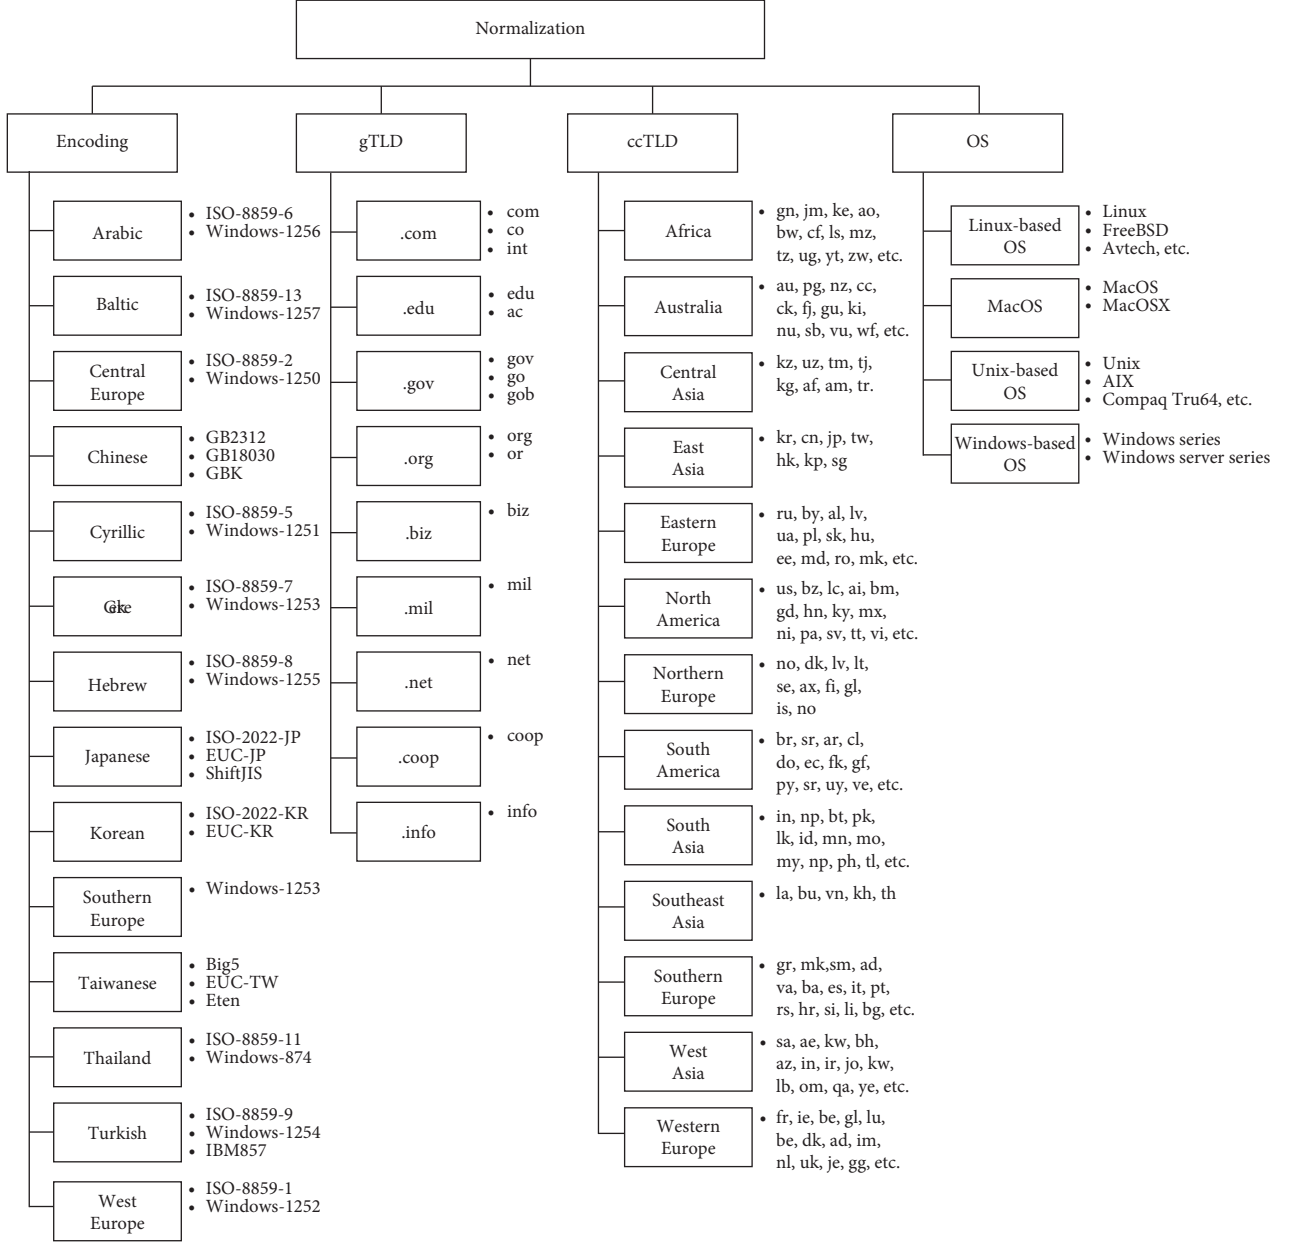 Normalization
Encoding
Arabic
• ISO-8859-6
• Windows-1256
Baltic
• ISO-8859-13
• Windows-1257
Central
Europe
• ISO-8859-2
• Windows-1250
Chinese
• GB2312
• GB18030
• GBK
Cyrillic
• ISO-8859-5
• Windows-1251
• ISO-8859-7
• Windows-1253
Hebrew
• ISO-8859-8
• Windows-1255
Japanese
• ISO-2022-JP
• EUC-JP
• ShiftJIS
Korean
• ISO-2022-KR
• EUC-KR
Southern
Europe
• Windows-1253
Taiwanese
• Big5
• EUC-TW
• Eten
Thailand
• ISO-8859-11
• Windows-874
Turkish
• ISO-8859-9
• Windows-1254
• IBM857
West
Europe
• ISO-8859-1
• Windows-1252
gTLD
.com
• com
• co
• int
.edu
• edu
• ac
.gov
• gov
• go
• gob
.org
• org
• or
.biz
• biz
.mil
• mil
.net
• net
.coop
• coop
.info
• info
ccTLD
Africa
• gn, jm, ke, ao,
bw, cf, ls, mz,
tz, ug, yt, zw, etc.
Australia
• au, pg, nz, cc,
ck, fj, gu, ki,
nu, sb, vu, wf, etc.
Central
Asia
• kz, uz, tm, tj,
kg, af, am, tr.
East
Asia
• kr, cn, jp, tw,
hk, kp, sg
Eastern
Europe
• ru, by, al, lv,
ua, pl, sk, hu,
ee, md, ro, mk, etc.
North
America
• us, bz, lc, ai, bm,
gd, hn, ky, mx,
ni, pa, sv, tt, vi, etc.
Northern
Europe
• no, dk, lv, lt,
se, ax, fi, gl,
is, no
South
America
• br, sr, ar, cl,
do, ec, fk, gf,
py, sr, uy, ve, etc.
South
Asia
• in, np, bt, pk,
lk, id, mn, mo,
my, np, ph, tl, etc.
Southeast
Asia
• la, bu, vn, kh, th
Southern
Europe
• gr, mk,sm, ad,
va, ba, es, it, pt,
rs, hr, si, li, bg, etc.
West
Asia
• sa, ae, kw, bh,
az, in, ir, jo, kw,
lb, om, qa, ye, etc.
Western
Europe
• fr, ie, be, gl, lu,
be, dk, ad, im,
nl, uk, je, gg, etc.
OS
Linux-based
OS
• Linux
• FreeBSD
• Avtech, etc.
MacOS
• MacOS
• MacOSX
Unix-based
OS
• Unix
• AIX
• Compaq Tru64, etc.
Windows-based
OS
• Windows series
• Windows server series